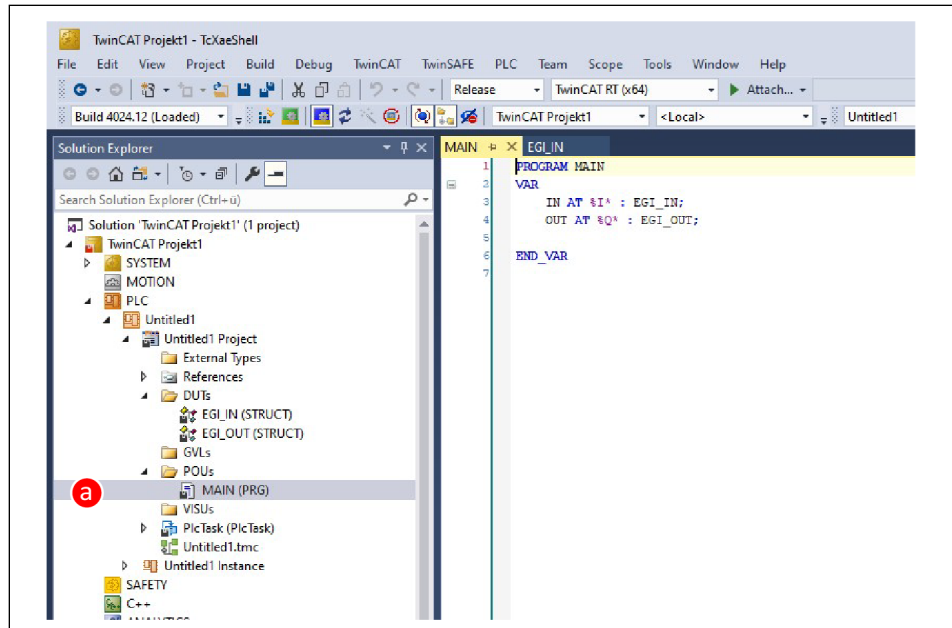 TwinCAT Projekt1 - TcXaeShell
File Edit View Project Build Debug TwinCAT TwinSAFE PLC Team Scope Tools Window Help
Release TwinCAT RT (x64) Attach...
Build 4024.12 (Loaded) TwinCAT Projekt1 <Local> Untitled1
Solution Explorer
Search Solution Explorer (Ctrl+ü)
Solution 'TwinCAT Projekt1' (1 project)
TwinCAT Projekt1
SYSTEM
MOTION
PLC
Untitled1
Untitled1 Project
External Types
References
DUTs
EGI_IN (STRUCT)
EGI_OUT (STRUCT)
GVLs
POUs
a MAIN (PRG)
VISUs
PlcTask (PlcTask)
Untitled1.tmc
Untitled1 Instance
SAFETY
C++
MAIN EGI_IN
1 PROGRAM MAIN
2 VAR
3 IN AT %I* : EGI_IN;
4 OUT AT %Q* : EGI_OUT;
5
6 END_VAR
7